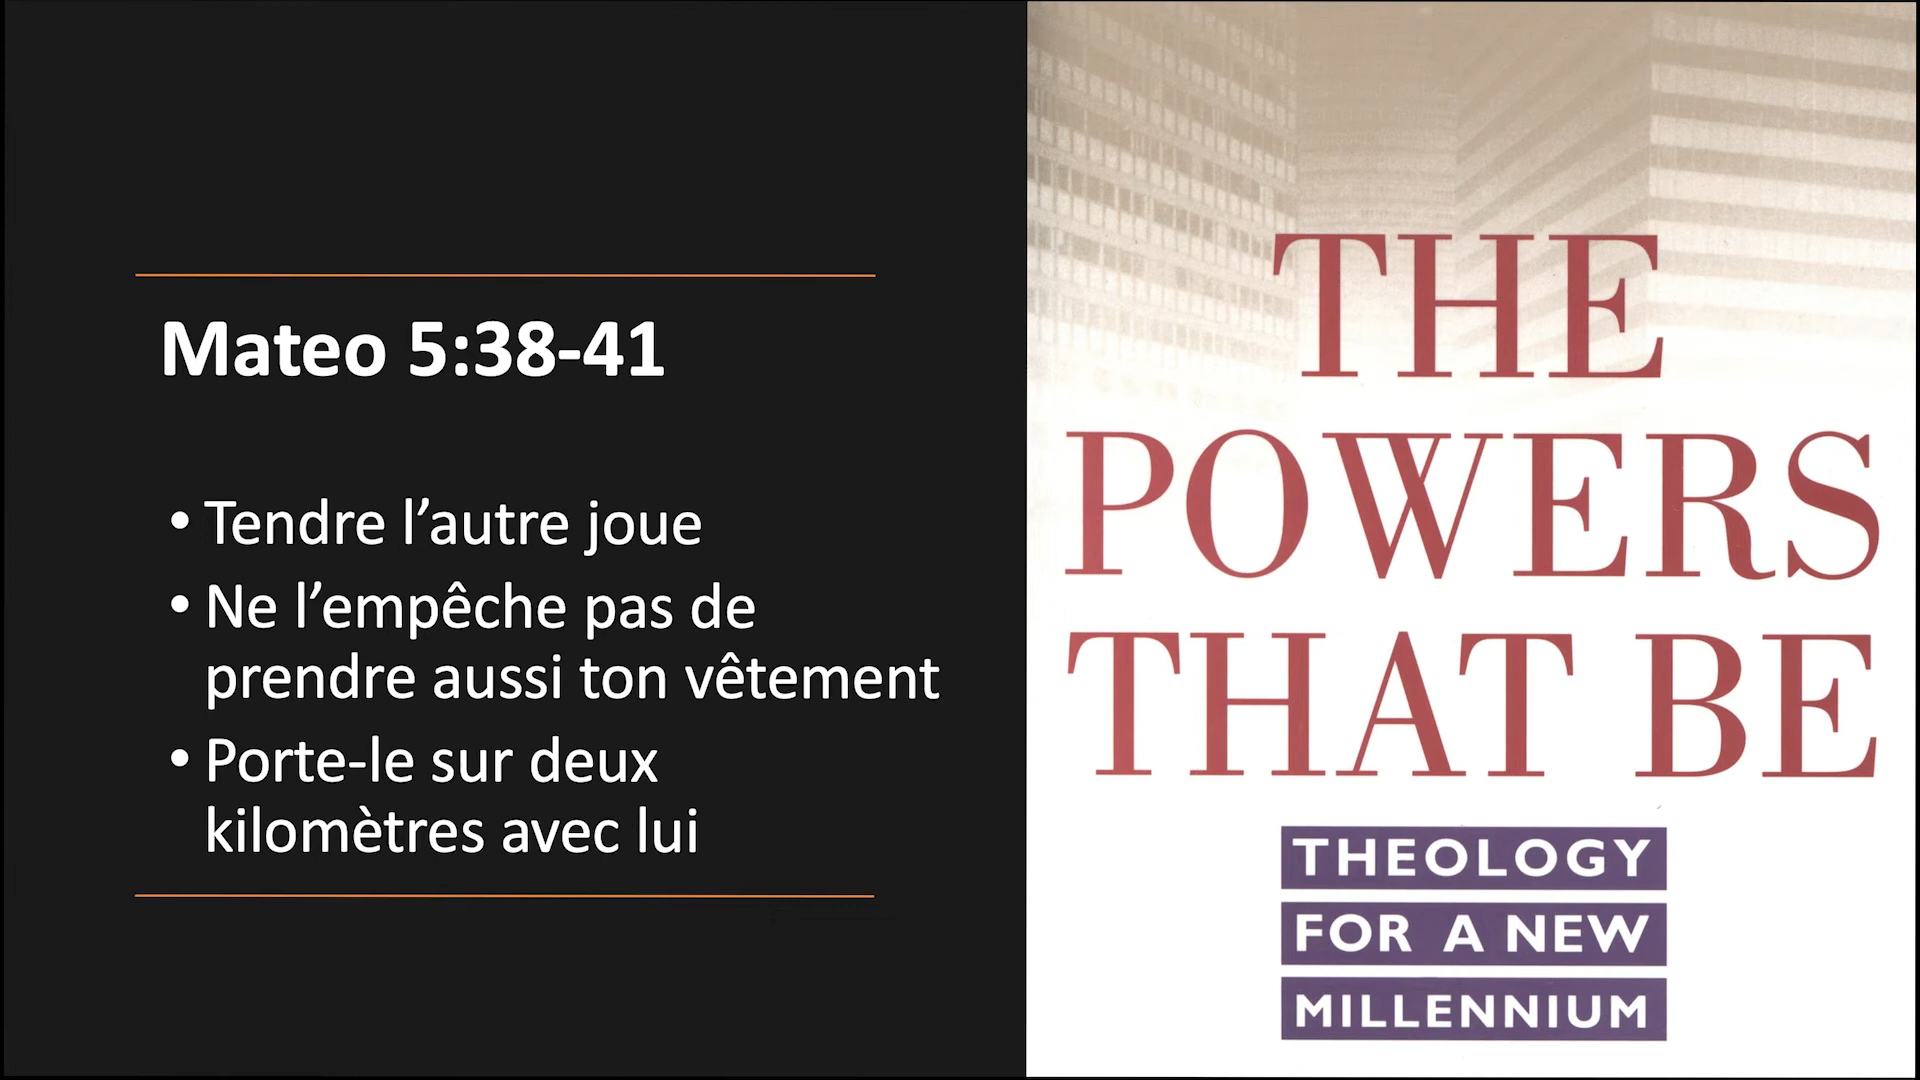 Mateo 5:38-41
• Tendre l’autre joue
• Ne l’empêche pas de
prendre aussi ton vêtement
• Porte-le sur deux
kilomètres avec lui
THE
POWERS
THAT BE
THEOLOGY
FOR A NEW
MILLENNIUM